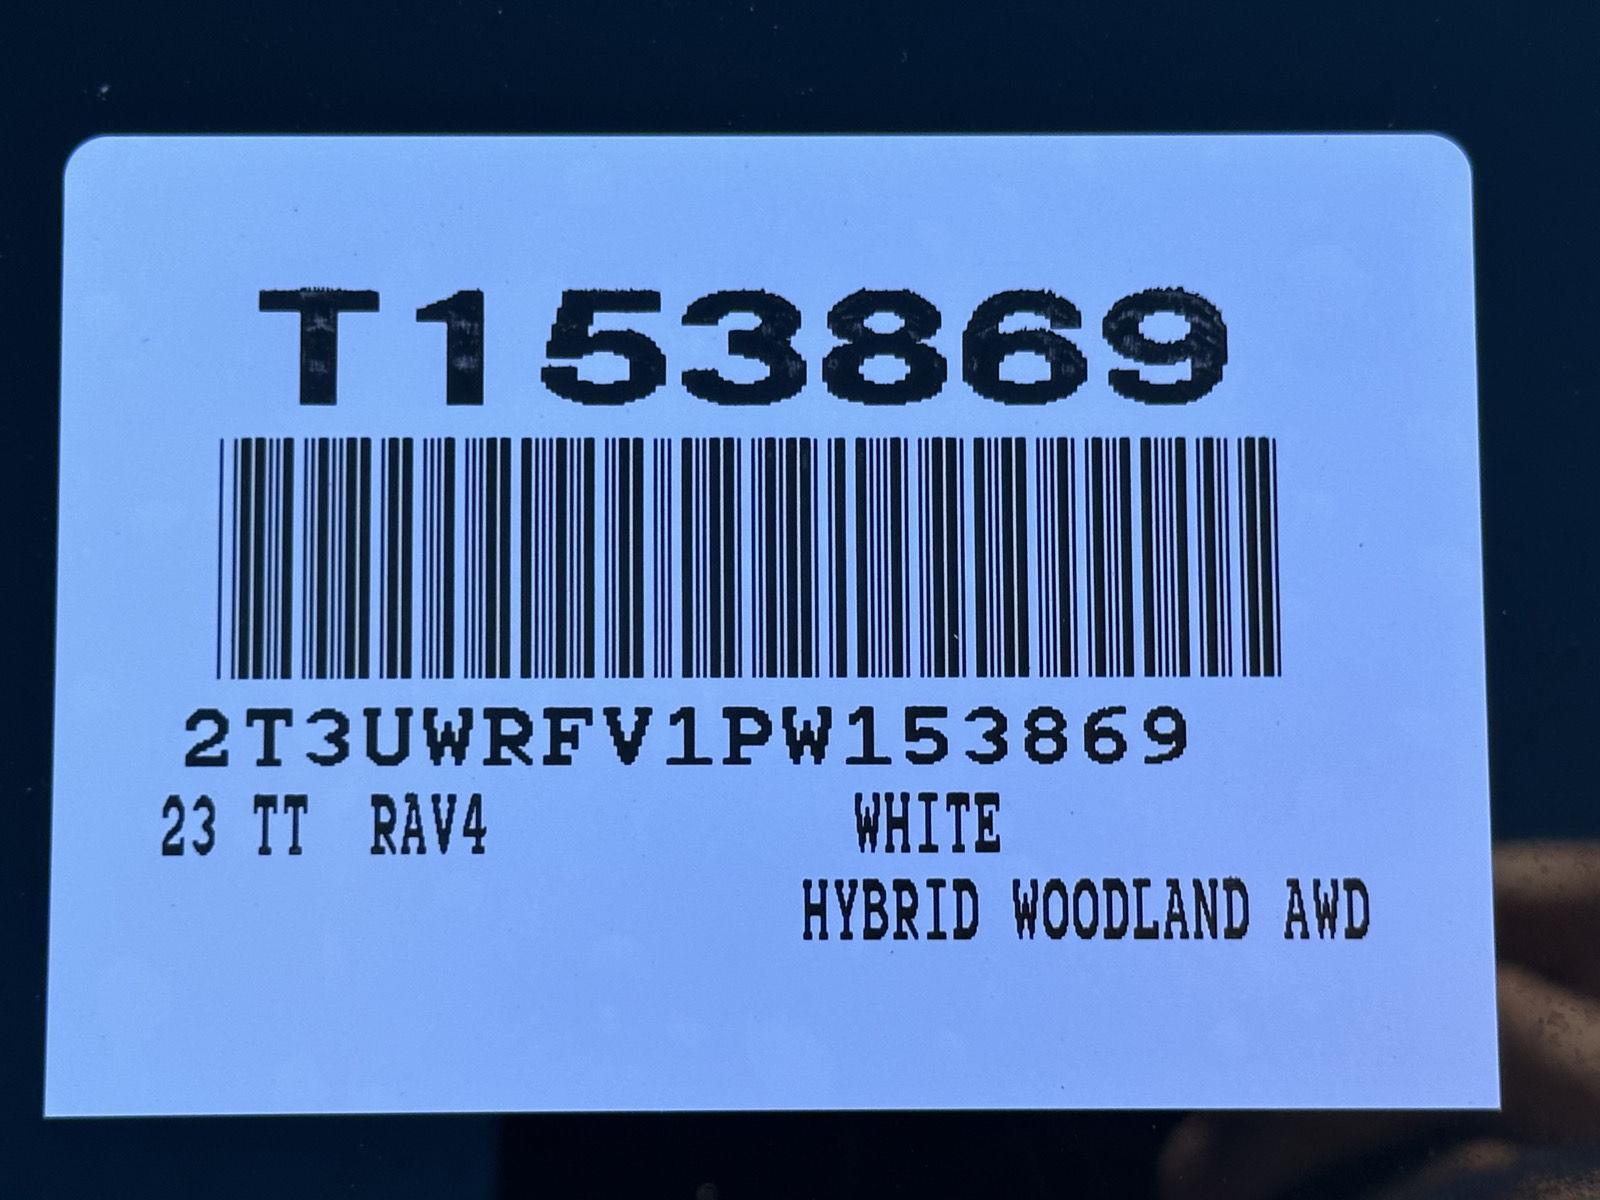 T153869
2T3UWRFV1PW153869
23 TT RAV4 WHITE
HYBRID WOODLAND AWD